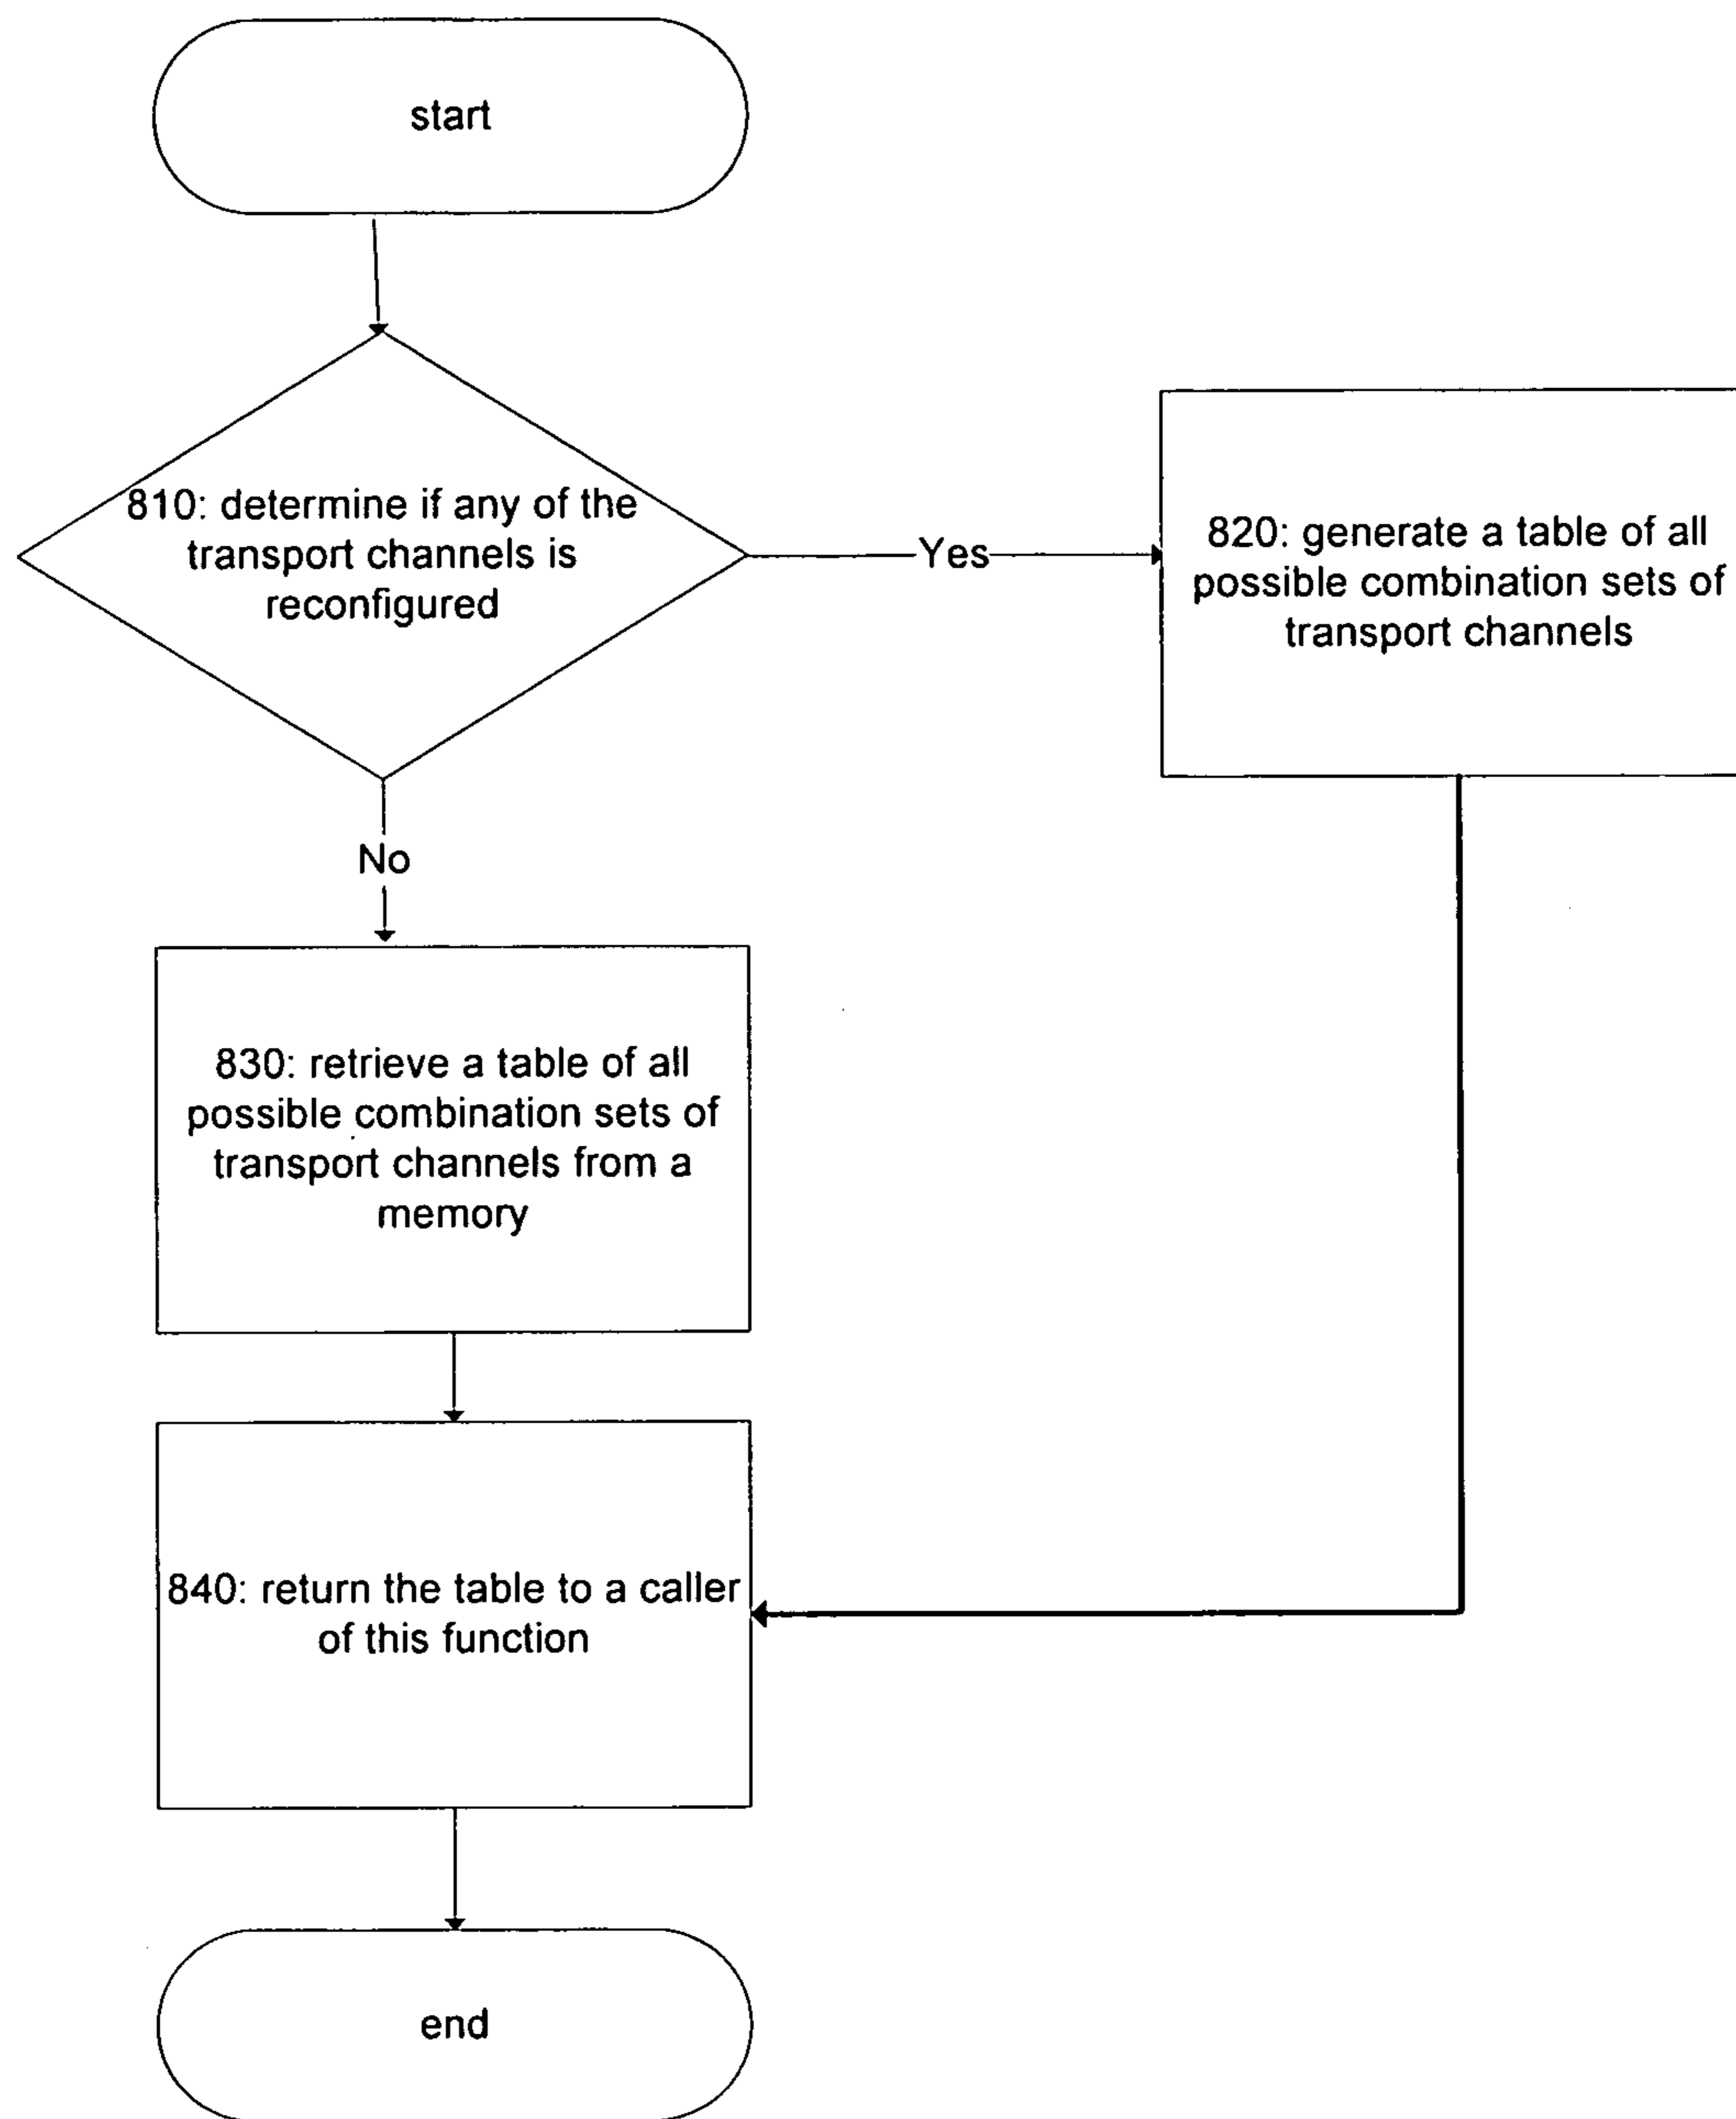 start
810: determine if any of the
transport channels is
reconfigured
Yes
820: generate a table of all
possible combination sets of
transport channels
No
830: retrieve a table of all
possible combination sets of
transport channels from a
memory
840: return the table to a caller
of this function
end